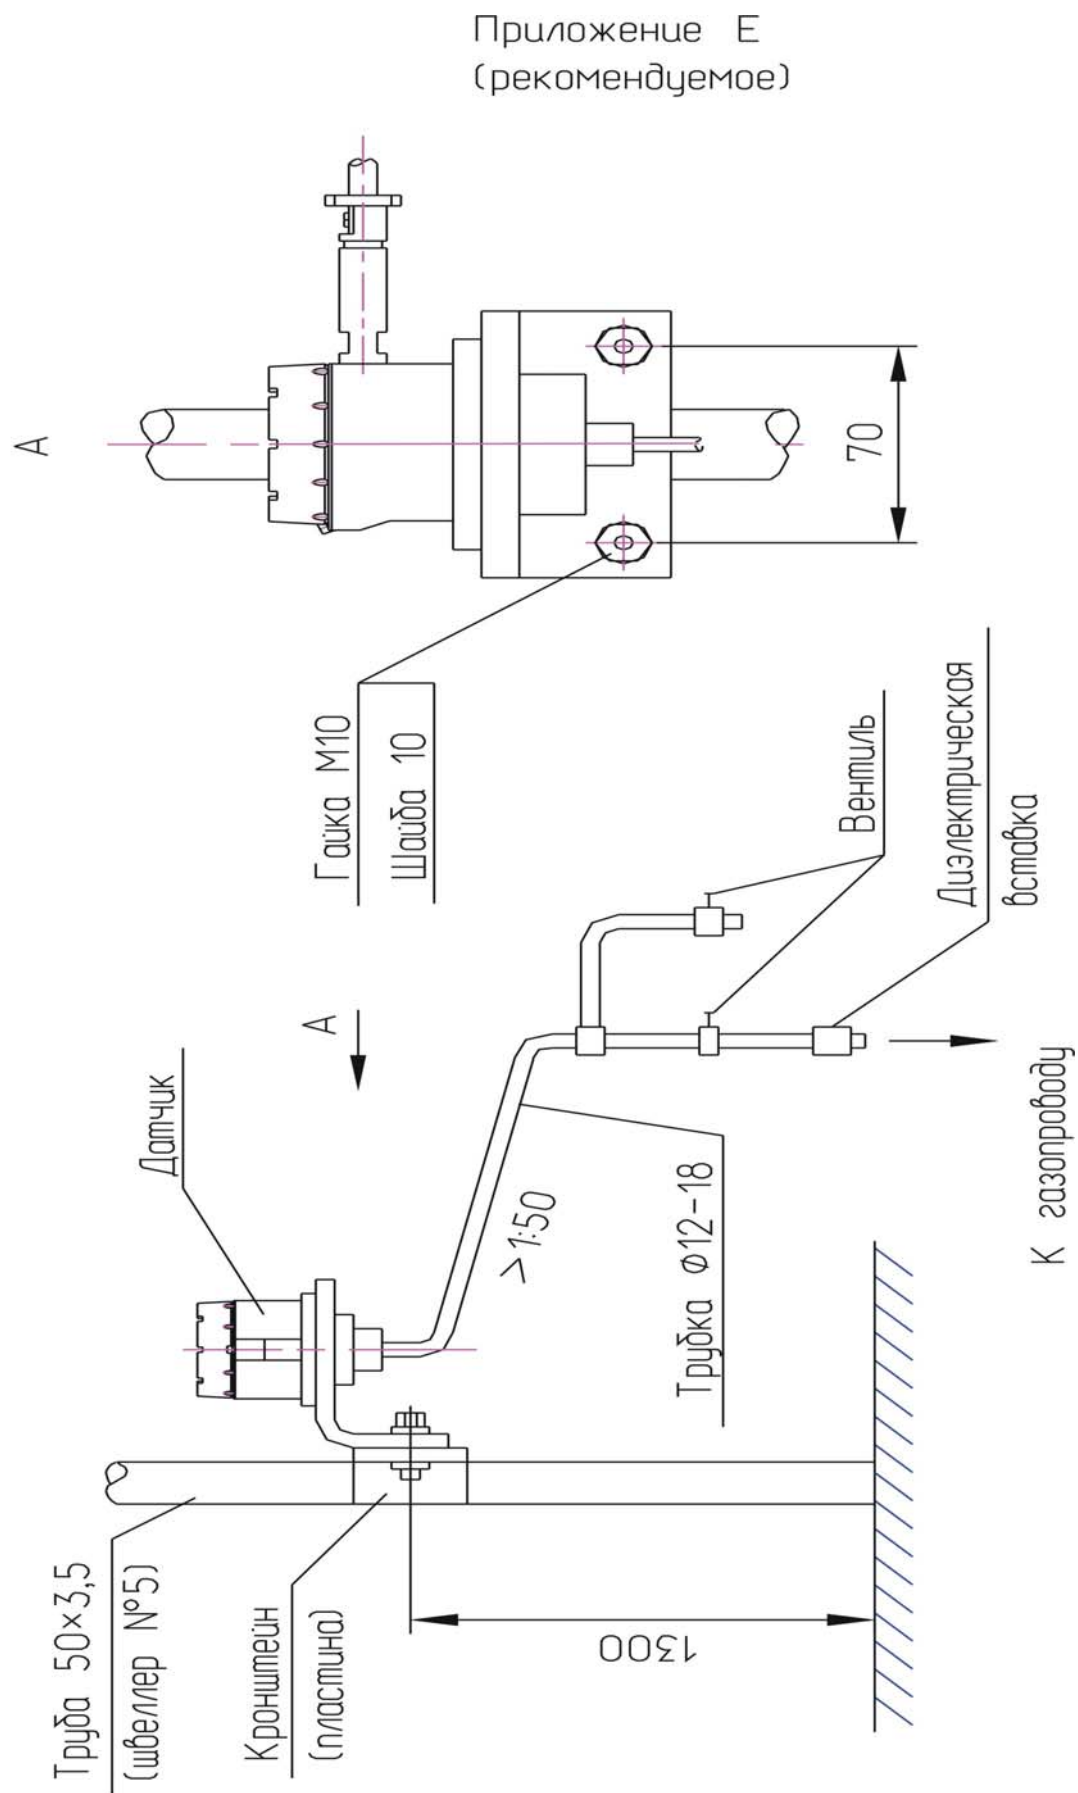 Приложение Е
(рекомендуемое)
А
70
Гайка М10
Шайба 10
Вентиль
Диэлектрическая
вставка
А
Датчик
>1:50
Трубка ⌀12-18
К газопроводу
Труба 50×3,5
(швеллер N°5)
Кронштейн
(пластина)
1300